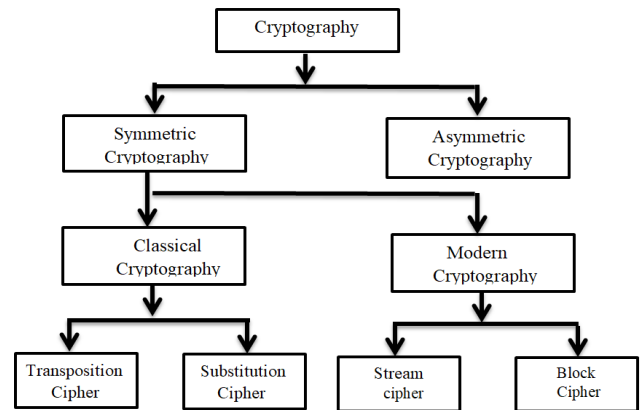 Cryptography
Symmetric
Cryptography
Asymmetric
Cryptography
Classical
Cryptography
Modern
Cryptography
Transposition
Cipher
Substitution
Cipher
Stream
cipher
Block
Cipher